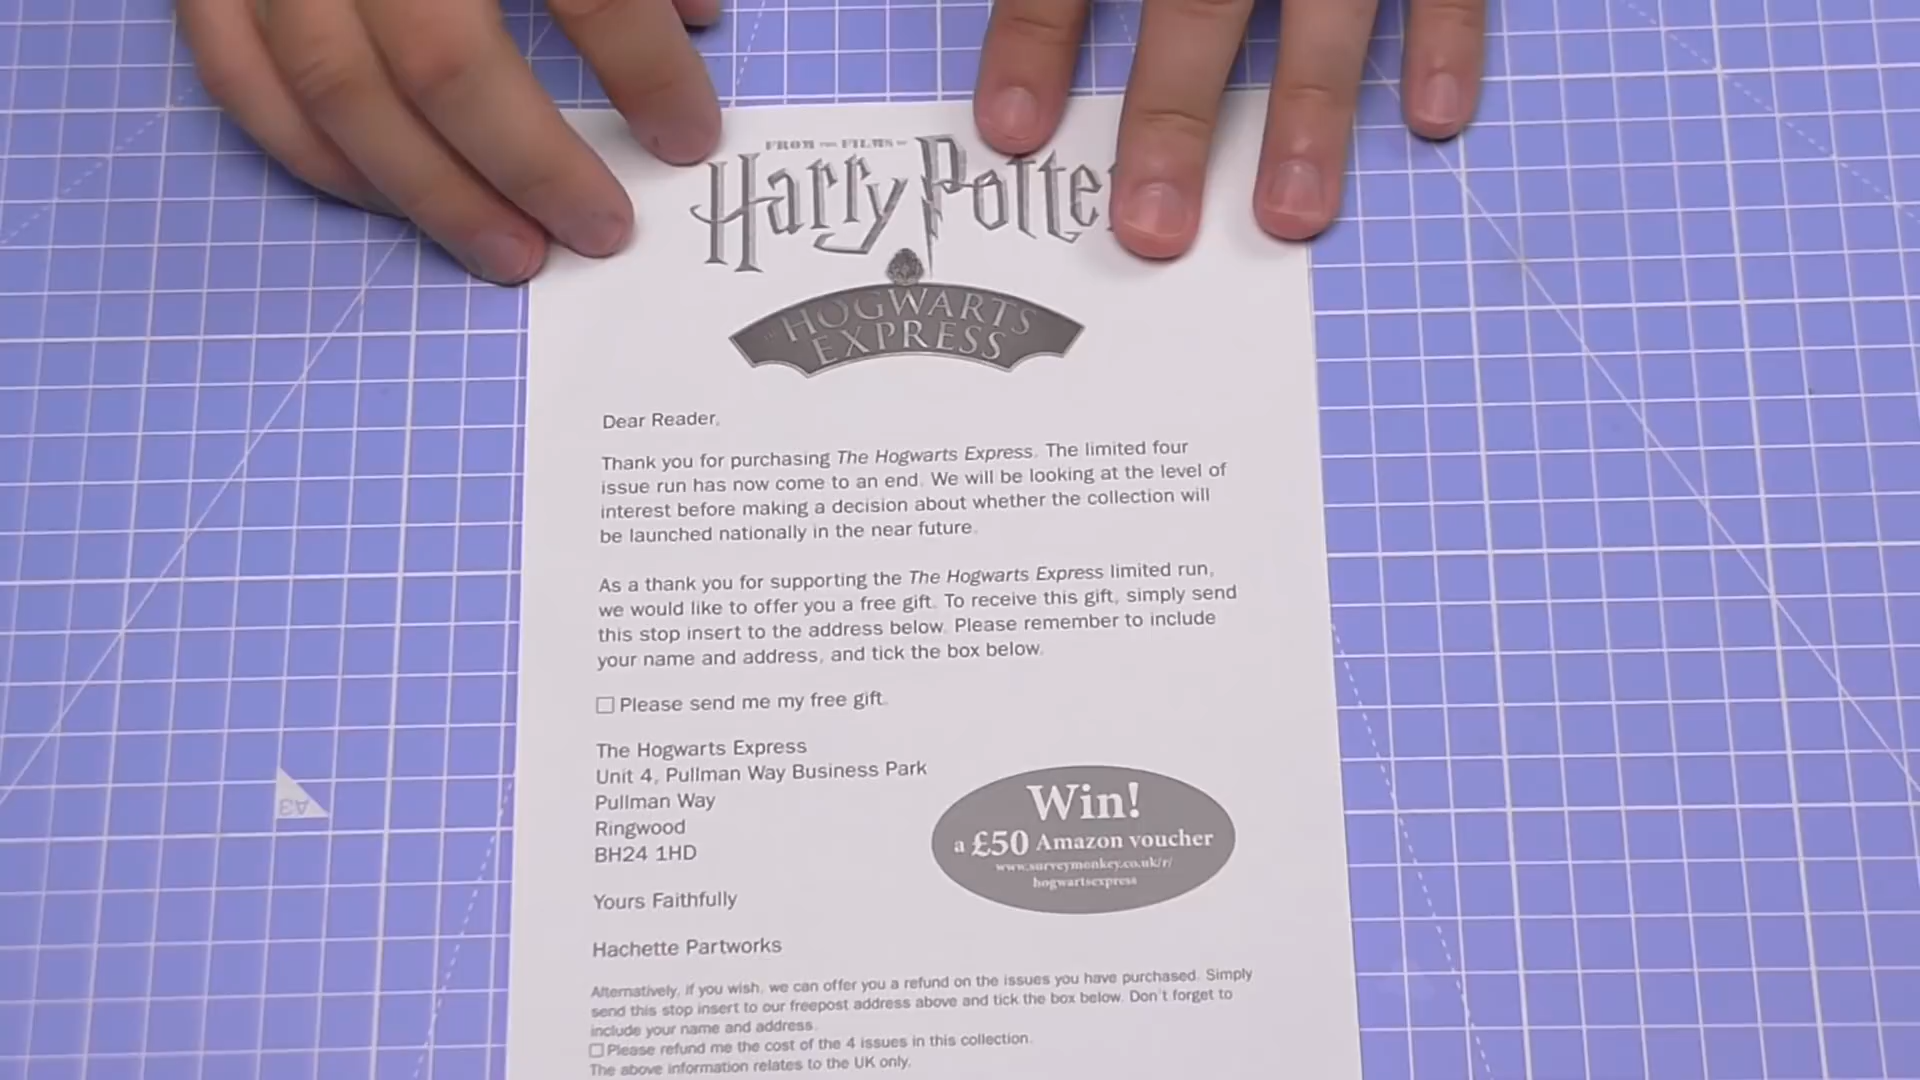 FROM THE FILMS OF
Harry Potte
HOGWARTS
EXPRESS
Dear Reader,
Thank you for purchasing The Hogwarts Express. The limited four
issue run has now come to an end. We will be looking at the level of
interest before making a decision about whether the collection will
be launched nationally in the near future.
As a thank you for supporting the The Hogwarts Express limited run,
we would like to offer you a free gift. To receive this gift, simply send
this stop insert to the address below. Please remember to include
your name and address, and tick the box below.
Please send me my free gift.
The Hogwarts Express
Unit 4, Pullman Way Business Park
Pullman Way
Ringwood
BH24 1HD
Win!
a £50 Amazon voucher
www.surveymonkey.co.uk/r/
hogwartsexpress
Yours Faithfully
Hachette Partworks
Alternatively, if you wish, we can offer you a refund on the issues you have purchased. Simply
send this stop insert to our freepost address above and tick the box below. Don't forget to
include your name and address.
Please refund me the cost of the 4 issues in this collection.
The above information relates to the UK only.
A3